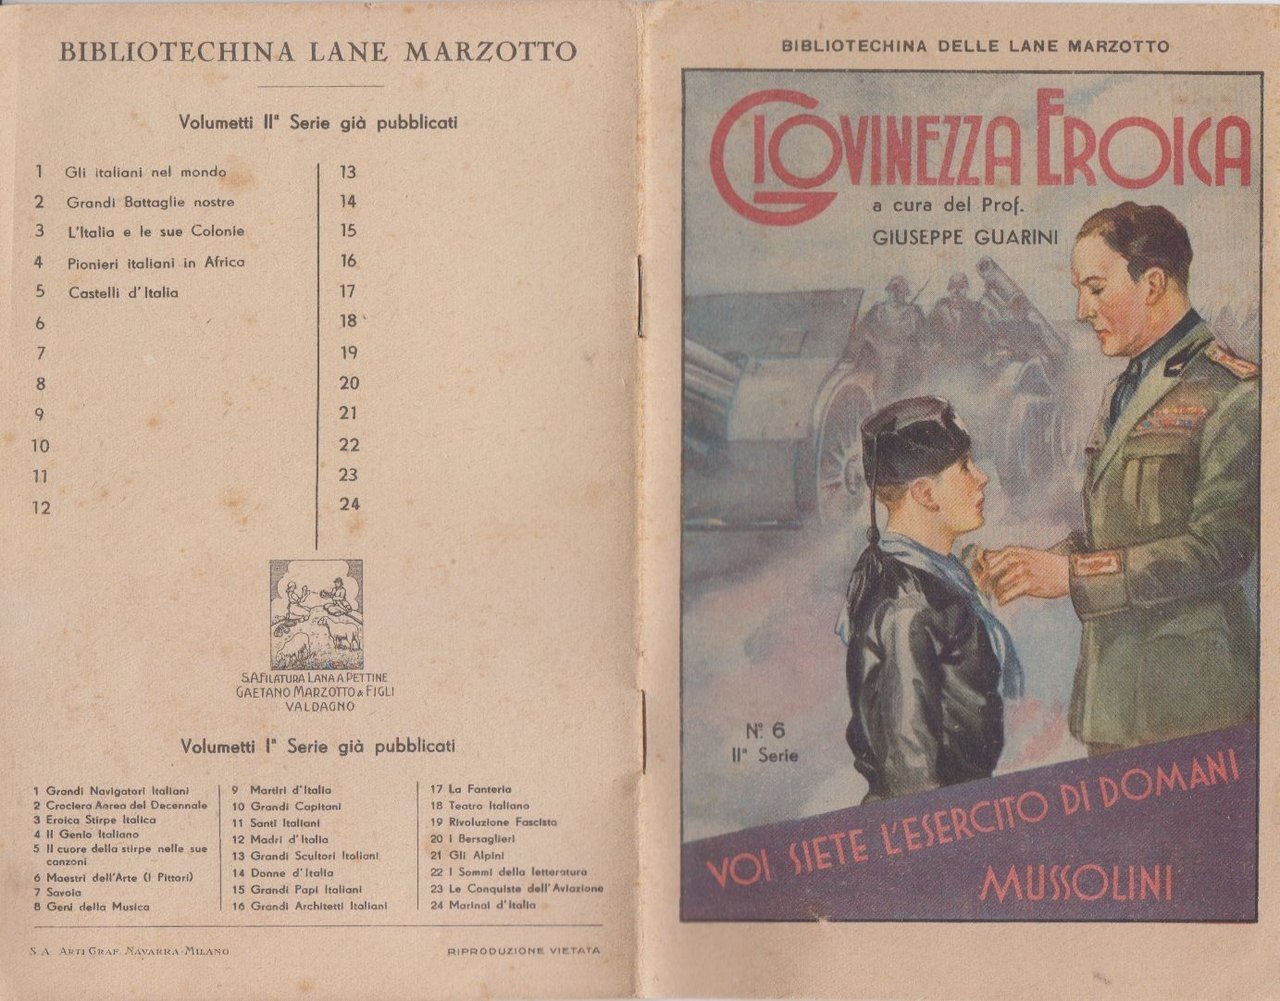 BIBLIOTECHINA LANE MARZOTTO
Volumetti IIª Serie già pubblicati
1 Gli italiani nel mondo
2 Grandi Battaglie nostre
3 L'Italia e le sue Colonie
4 Pionieri italiani in Africa
5 Castelli d'Italia
6
7
8
9
10
11
12
13
14
15
16
17
18
19
20
21
22
23
24
S.A. FILATURA LANA A PETTINE
GAETANO MARZOTTO & FIGLI
VALDAGNO
Volumetti Iª Serie già pubblicati
1 Grandi Navigatori Italiani
2 Crociera Aerea del Decennale
3 Eroica Stirpe Italica
4 Il Genio Italiano
5 Il cuore della stirpe nelle sue
canzoni
6 Maestri dell'Arte (I Pittori)
7 Savoia
8 Geni della Musica
9 Martiri d'Italia
10 Grandi Capitani
11 Santi Italiani
12 Madri d'Italia
13 Grandi Scultori Italiani
14 Donne d'Italia
15 Grandi Papi Italiani
16 Grandi Architetti Italiani
17 La Fanteria
18 Teatro Italiano
19 Rivoluzione Fascista
20 I Bersaglieri
21 Gli Alpini
22 I Sommi della letteratura
23 Le Conquiste dell'Aviazione
24 Marinai d'Italia
S. A. ARTI GRAF. NAVARRA - MILANO
RIPRODUZIONE VIETATA
BIBLIOTECHINA DELLE LANE MARZOTTO
GIOVINEZZA EROICA
a cura del Prof.
GIUSEPPE GUARINI
N.º 6
IIª Serie
VOI SIETE L'ESERCITO DI DOMANI
MUSSOLINI